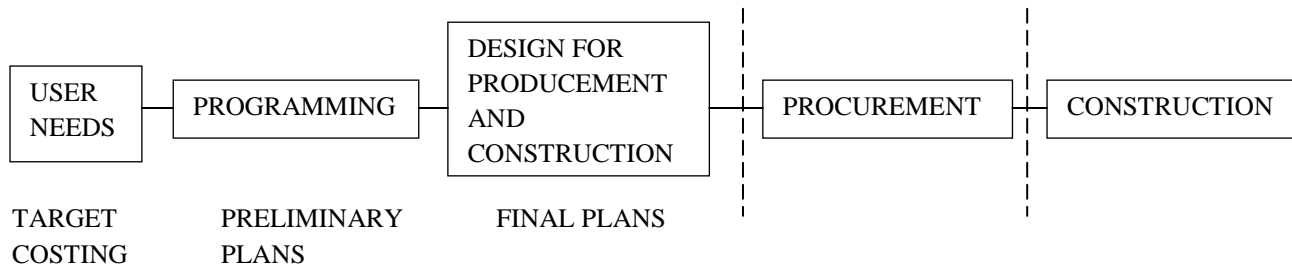 USER
NEEDS
PROGRAMMING
DESIGN FOR
PRODUCEMENT
AND
CONSTRUCTION
PROCUREMENT
CONSTRUCTION
TARGET
COSTING
PRELIMINARY
PLANS
FINAL PLANS